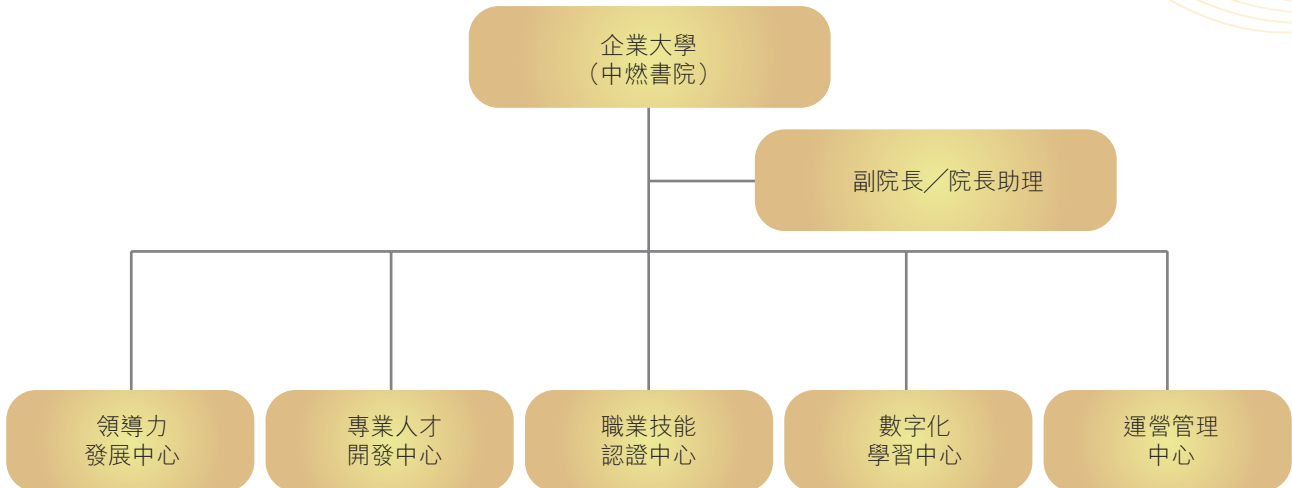 企業大學
（中燃書院）
副院長／院長助理
領導力
發展中心
專業人才
開發中心
職業技能
認證中心
數字化
學習中心
運營管理
中心